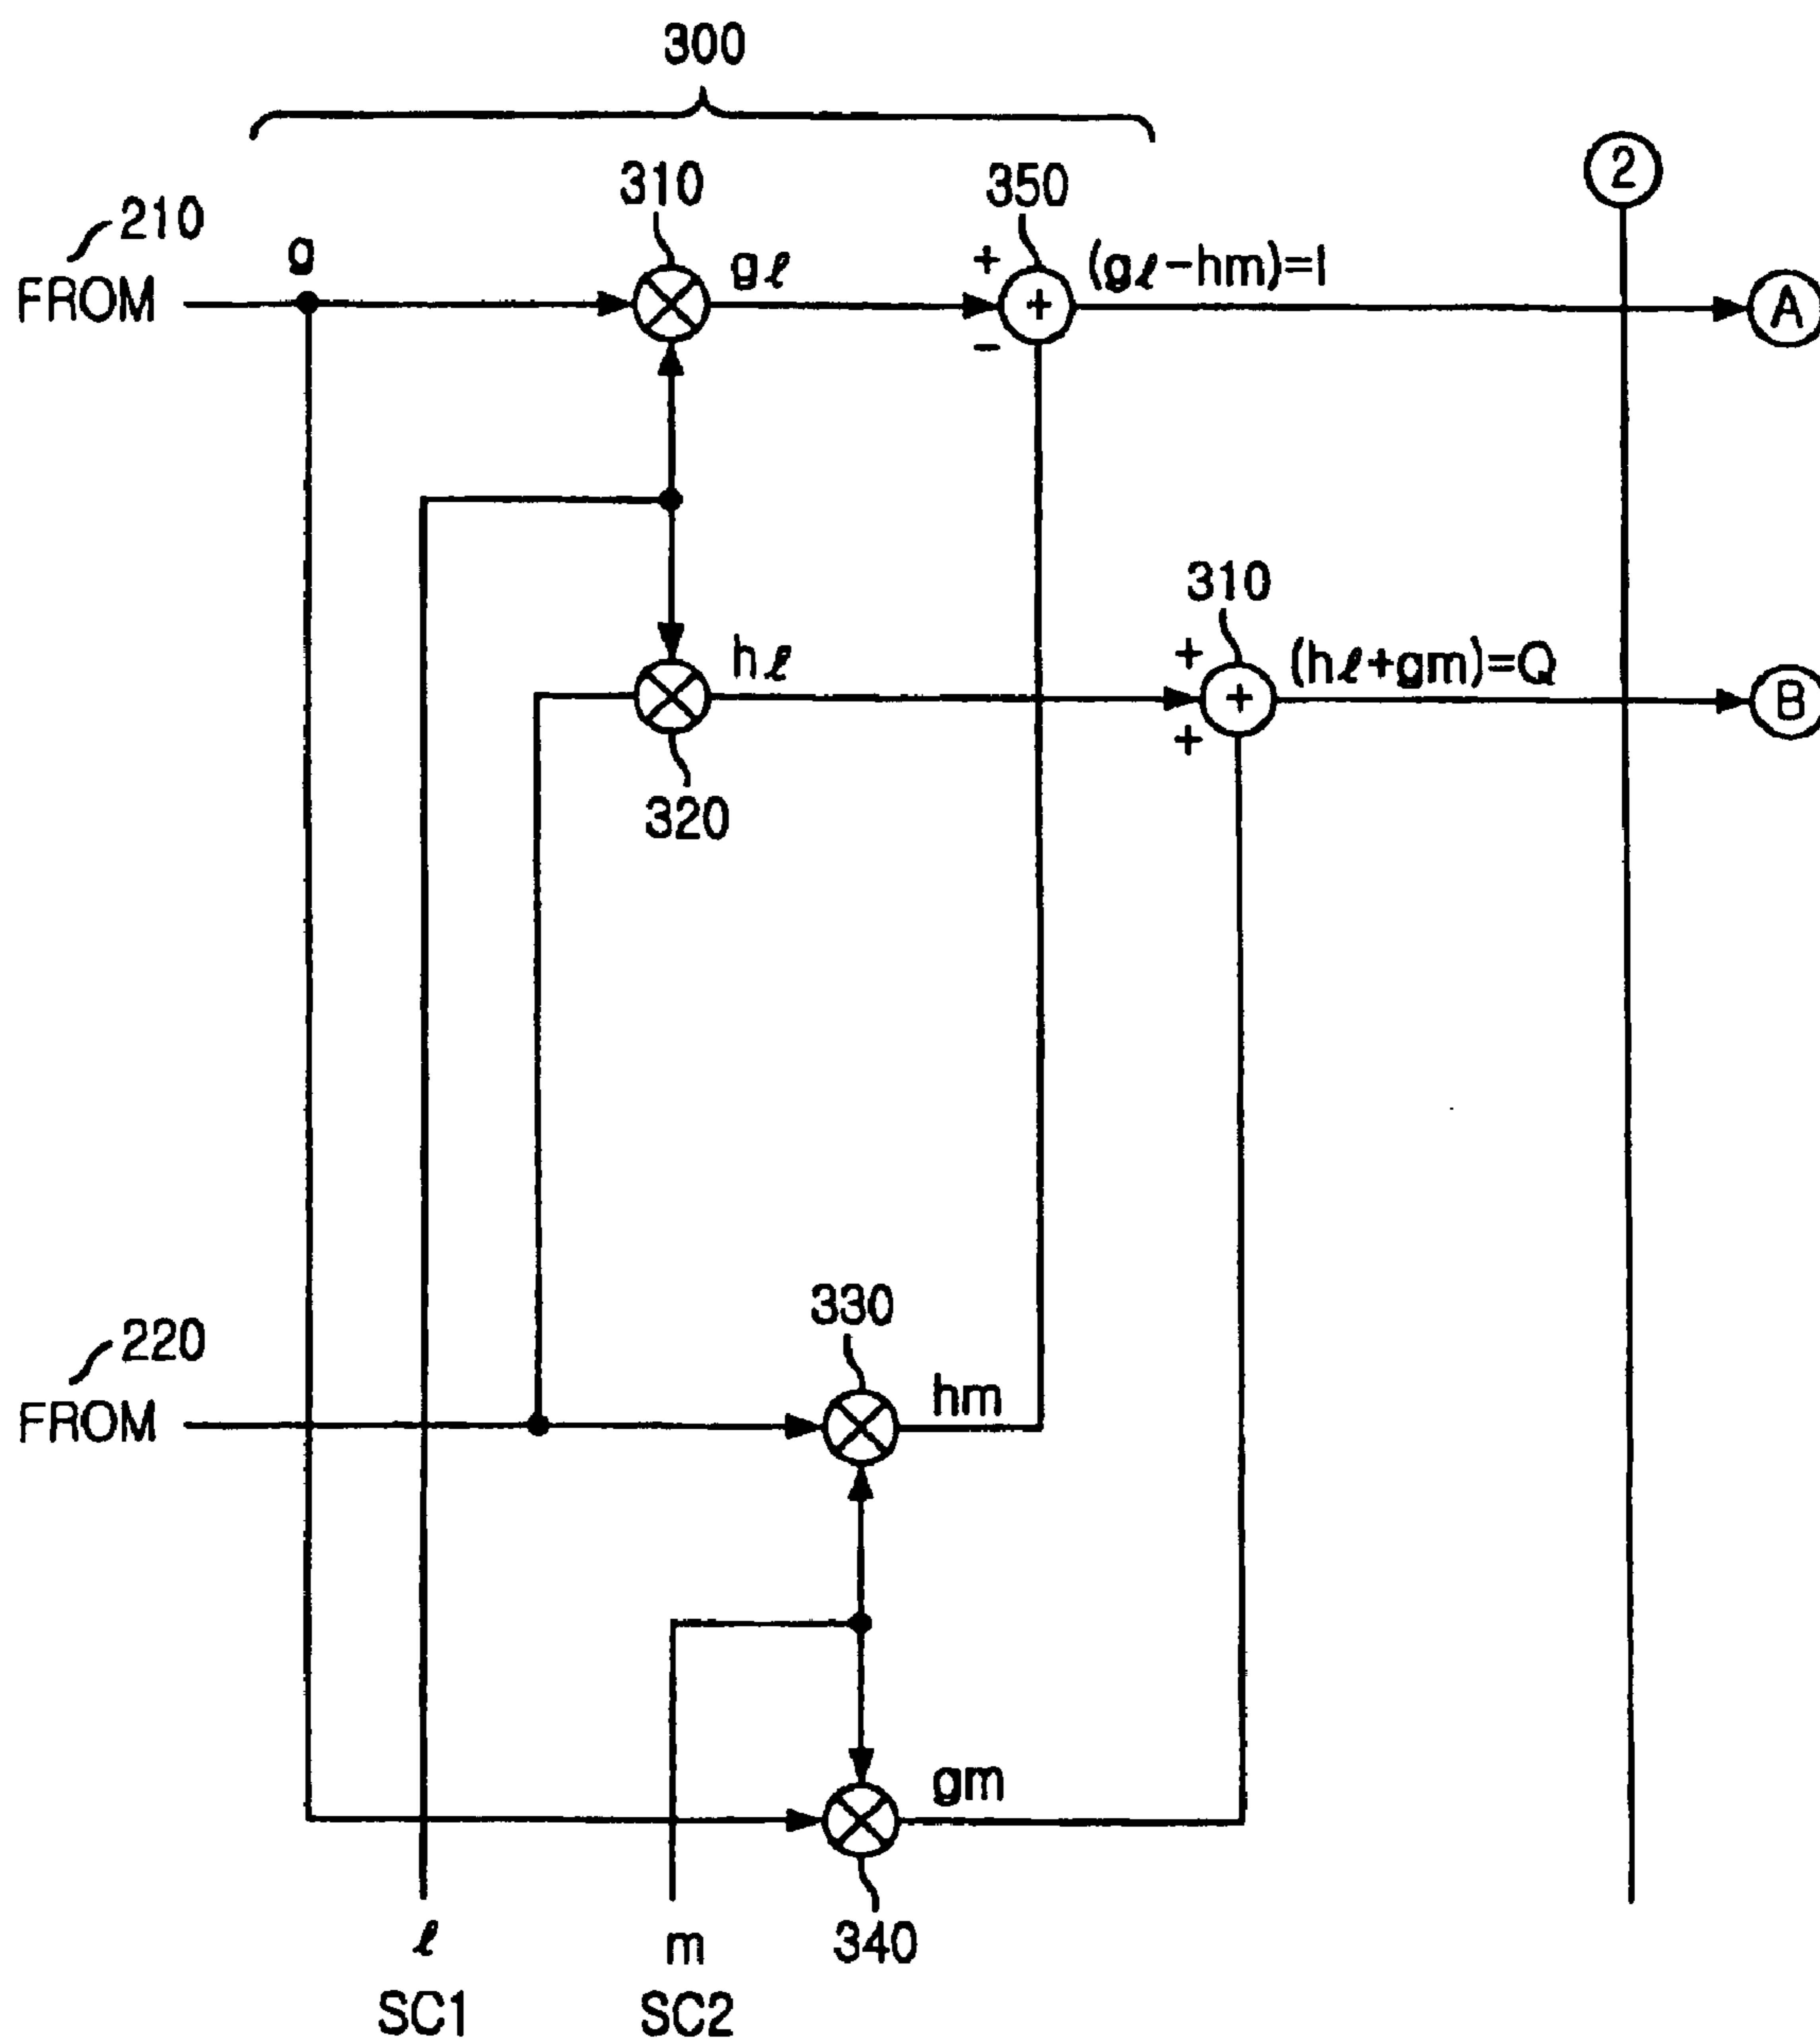 300
310
350
2
210
g
gℓ
+
(gℓ-hm)=I
FROM
+
A
-
310
hℓ
+
(hℓ+gm)=Q
+
B
+
320
330
220
hm
FROM
gm
340
ℓ
m
SC1
SC2